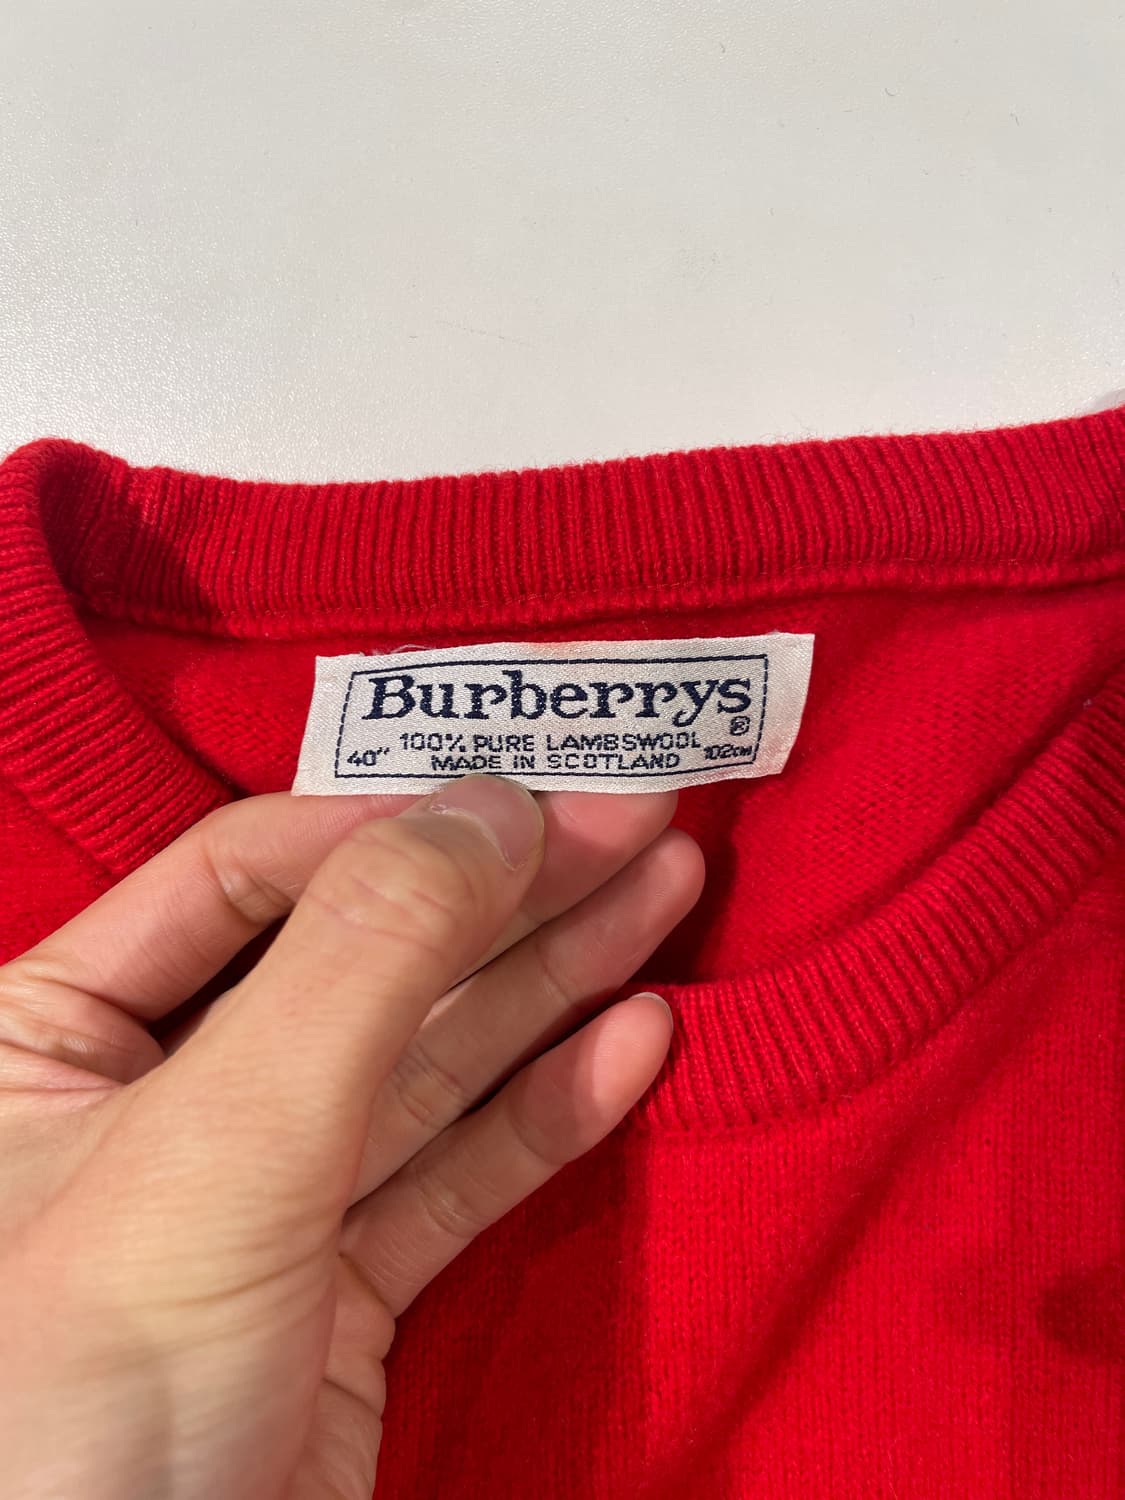 Burberrys
®
100% PURE LAMBSWOOL
40" MADE IN SCOTLAND 102cm